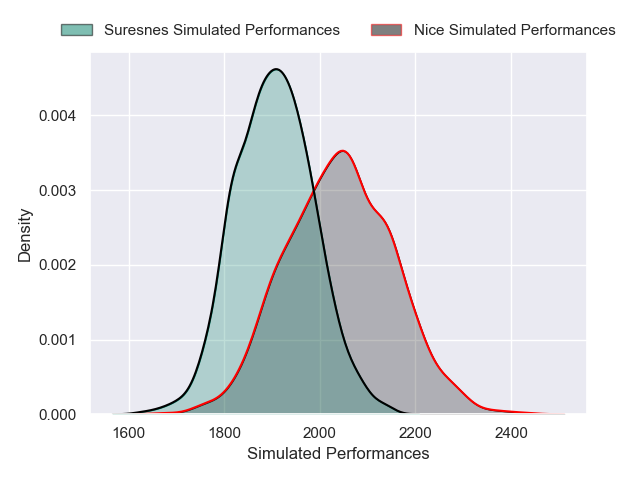 Suresnes Simulated Performances Nice Simulated Performances
0.004
0.003
0.002
0.001
0.000
Density
1600 1800 2000 2200 2400
Simulated Performances